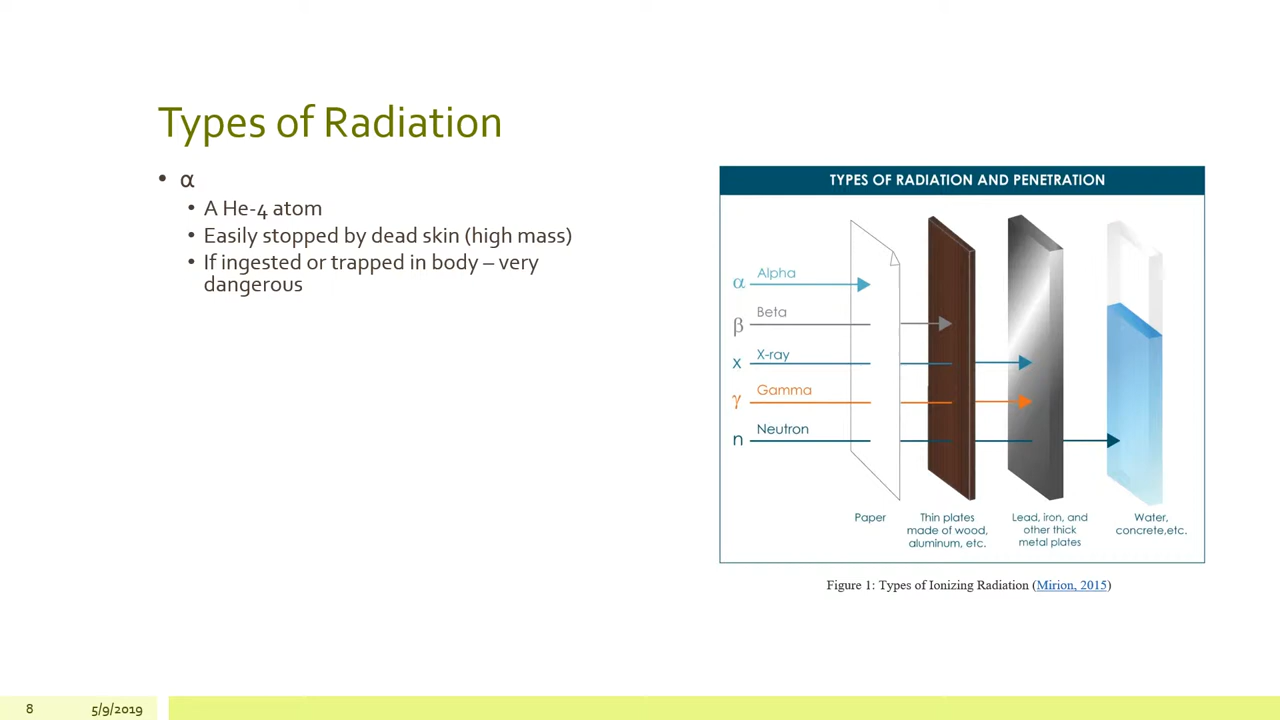 Types of Radiation
• α
• A He-4 atom
• Easily stopped by dead skin (high mass)
• If ingested or trapped in body – very
dangerous
TYPES OF RADIATION AND PENETRATION
α Alpha
β Beta
x X-ray
γ Gamma
n Neutron
Paper
Thin plates
made of wood,
aluminum, etc.
Lead, iron, and
other thick
metal plates
Water,
concrete,etc.
Figure 1: Types of Ionizing Radiation (Mirion, 2015)
8 5/9/2019